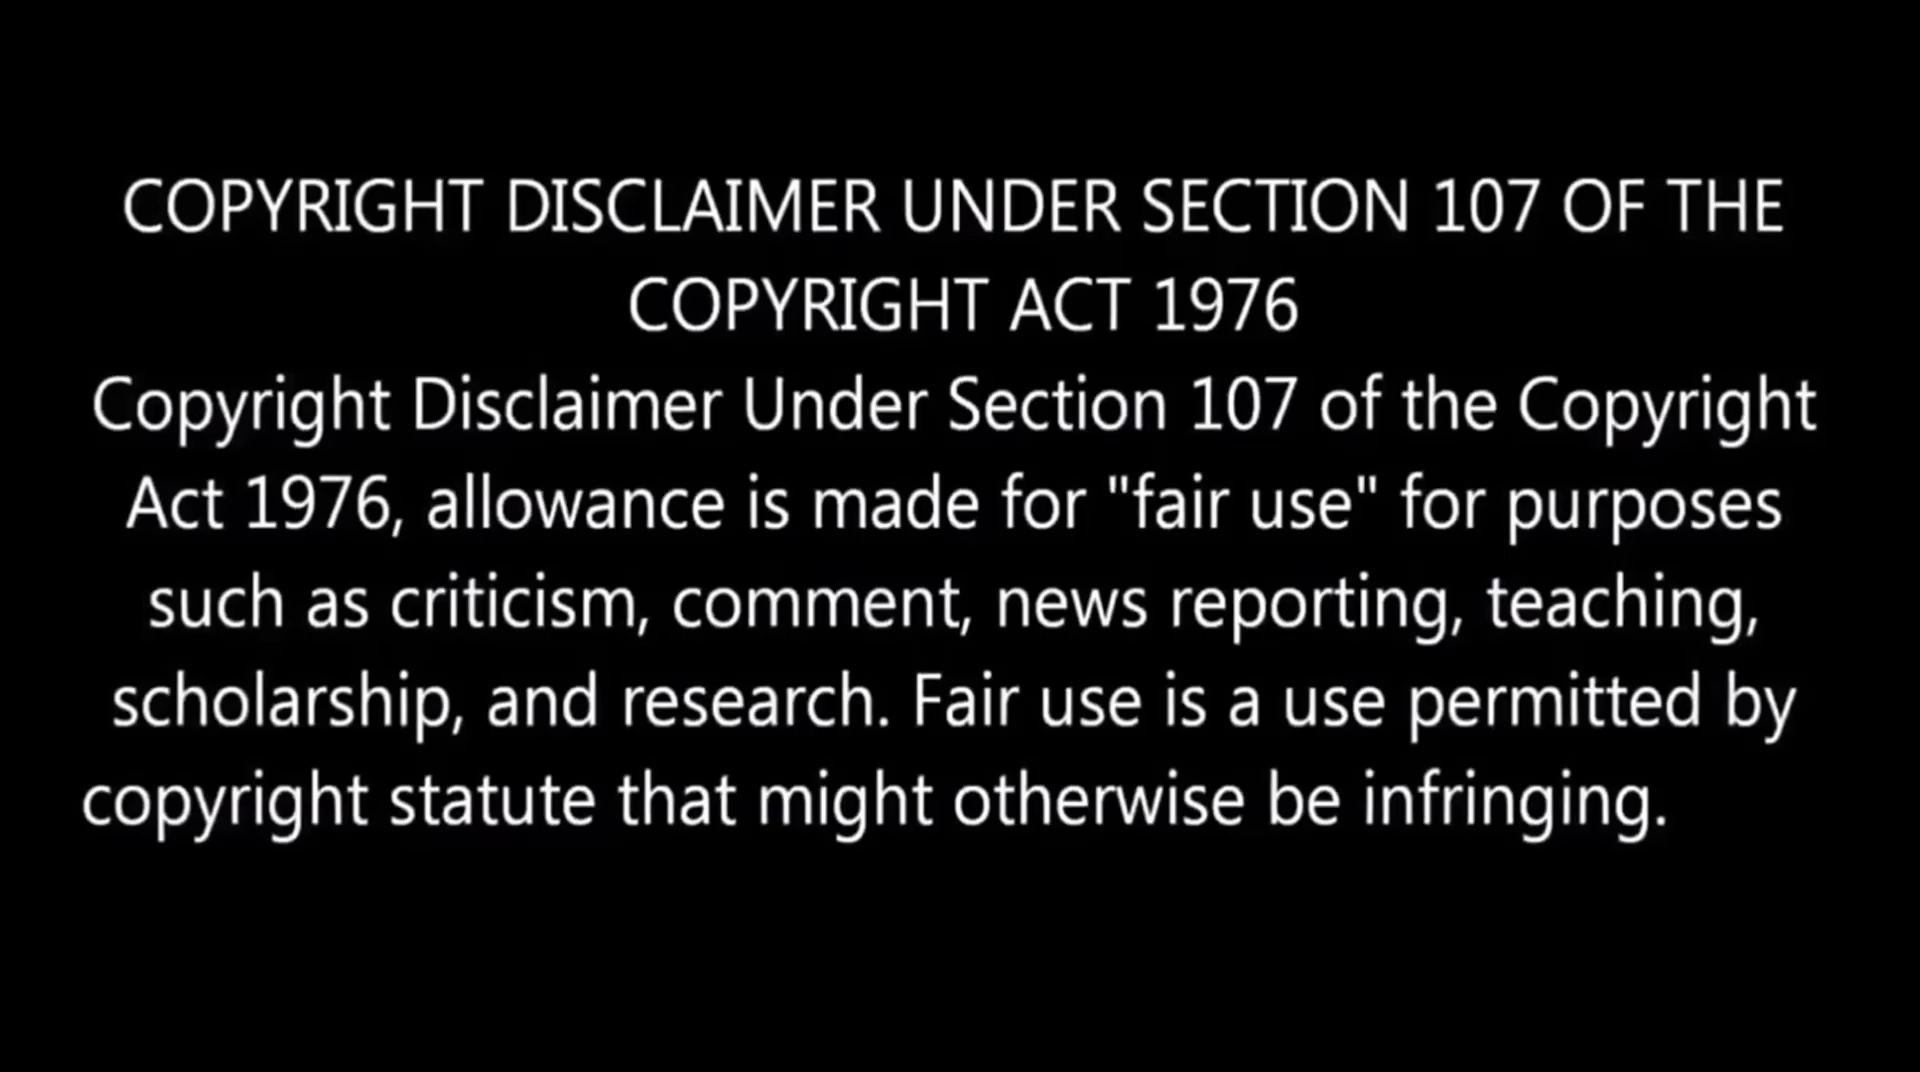 COPYRIGHT DISCLAIMER UNDER SECTION 107 OF THE
COPYRIGHT ACT 1976
Copyright Disclaimer Under Section 107 of the Copyright
Act 1976, allowance is made for "fair use" for purposes
such as criticism, comment, news reporting, teaching,
scholarship, and research. Fair use is a use permitted by
copyright statute that might otherwise be infringing.